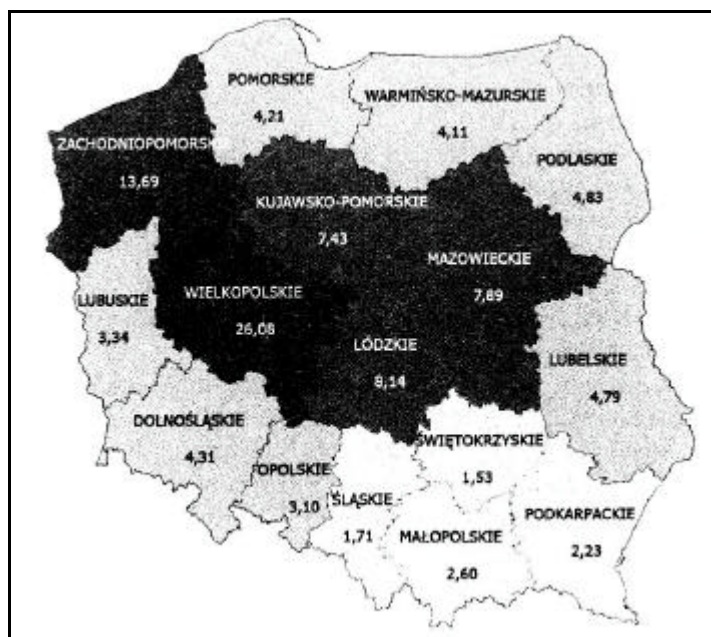 POMORSKIE
4,21
WARMIŃSKO-MAZURSKIE
4,11
ZACHODNIOPOMORSKIE
13,69
PODLASKIE
4,83
KUJAWSKO-POMORSKIE
7,43
MAZOWIECKIE
7,89
LUBUSKIE
3,34
WIELKOPOLSKIE
26,08
ŁÓDZKIE
8,14
LUBELSKIE
4,79
DOLNOŚLĄSKIE
4,31
OPOLSKIE
3,10
ŚWIĘTOKRZYSKIE
1,53
ŚLĄSKIE
1,71
MAŁOPOLSKIE
2,60
PODKARPACKIE
2,23